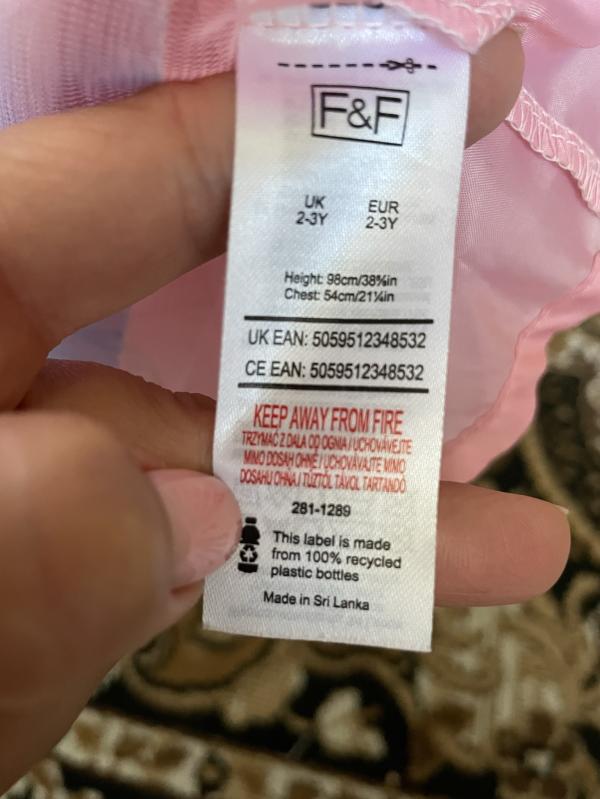 F&F
UK EUR
2-3Y 2-3Y
Height: 98cm/38⅝in
Chest: 54cm/21¼in
UK EAN: 5059512348532
CE EAN: 5059512348532
KEEP AWAY FROM FIRE
TRZYMAĆ Z DALA OD OGNIA / UCHOVÁVEJTE
MIMO DOSAH OHNĚ / UCHOVÁVAJTE MIMO
DOSAHU OHŇA / TŰZTŐL TÁVOL TARTANDÓ
281-1289
This label is made
from 100% recycled
plastic bottles
Made in Sri Lanka